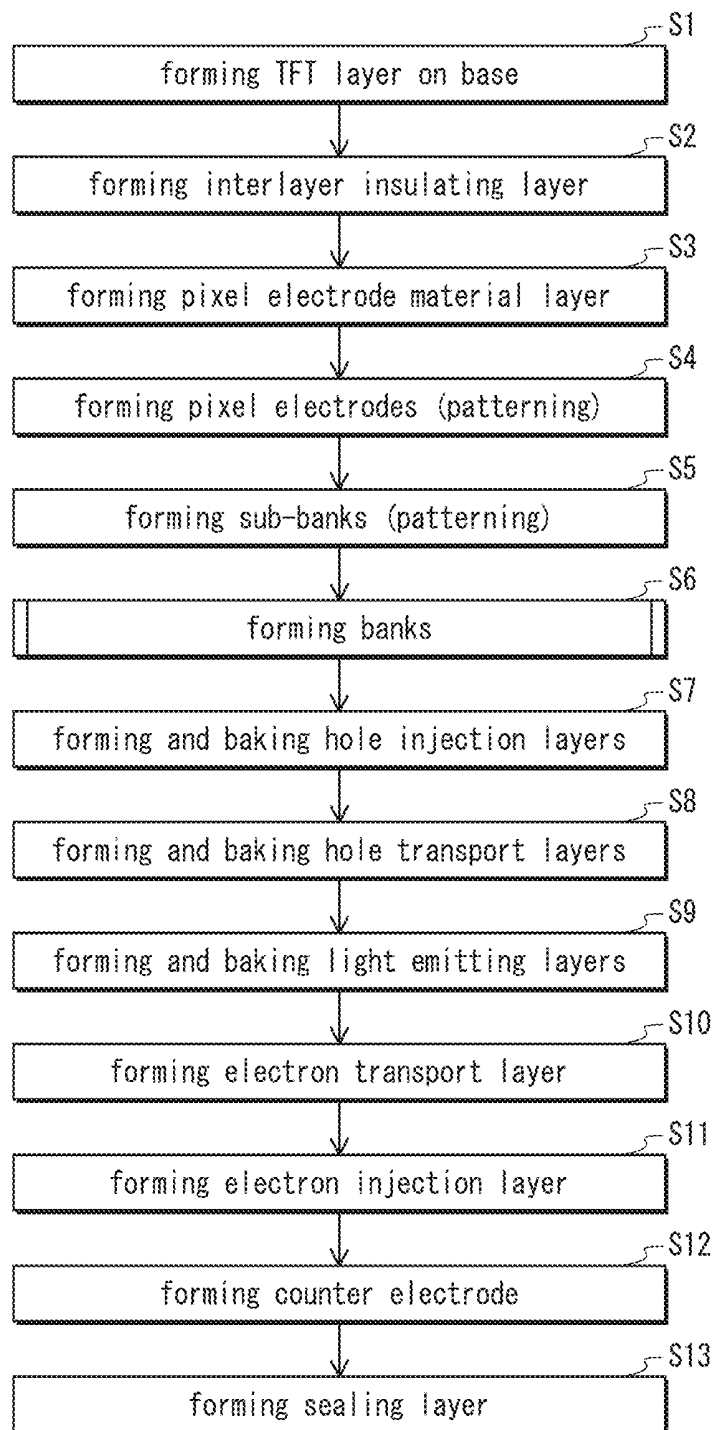 S1
forming TFT layer on base
S2
forming interlayer insulating layer
S3
forming pixel electrode material layer
S4
forming pixel electrodes (patterning)
S5
forming sub-banks (patterning)
S6
forming banks
S7
forming and baking hole injection layers
S8
forming and baking hole transport layers
S9
forming and baking light emitting layers
S10
forming electron transport layer
S11
forming electron injection layer
S12
forming counter electrode
S13
forming sealing layer